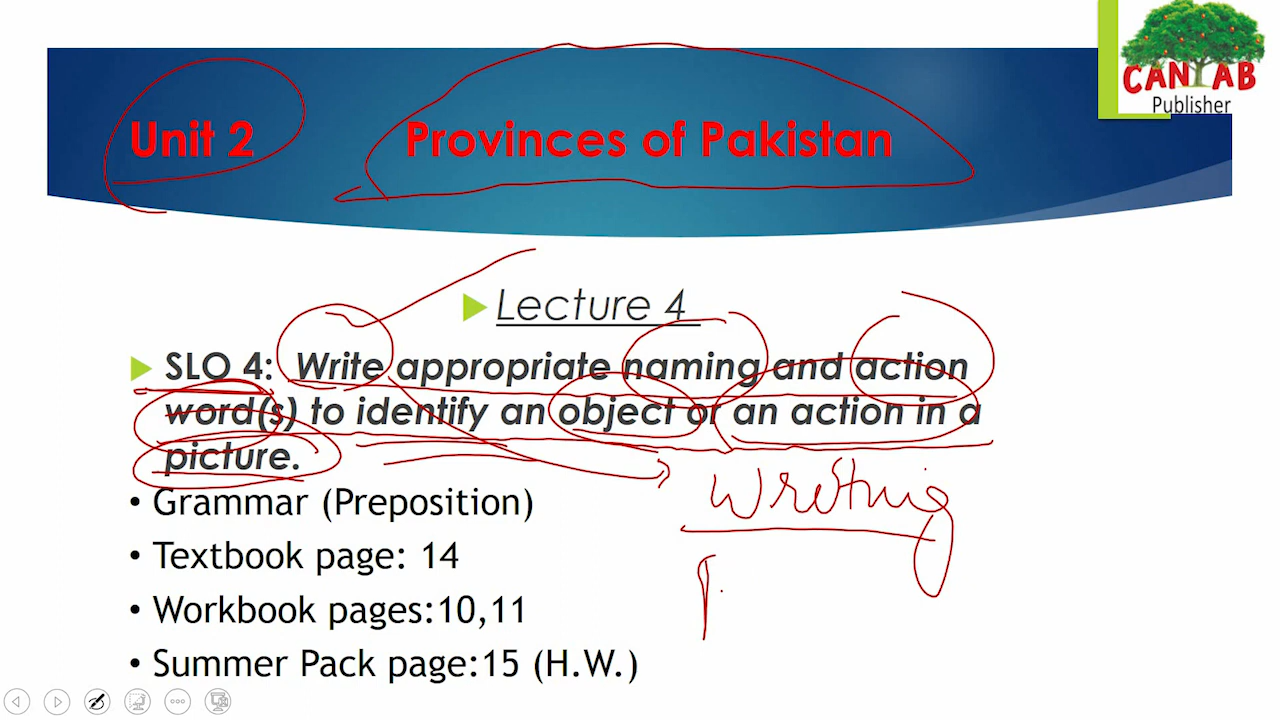 CANTAB
Publisher
Unit 2 Provinces of Pakistan
Lecture 4
SLO 4: Write appropriate naming and action
word(s) to identify an object or an action in a
picture.
• Grammar (Preposition)
writing
• Textbook page: 14
• Workbook pages:10,11
• Summer Pack page:15 (H.W.)